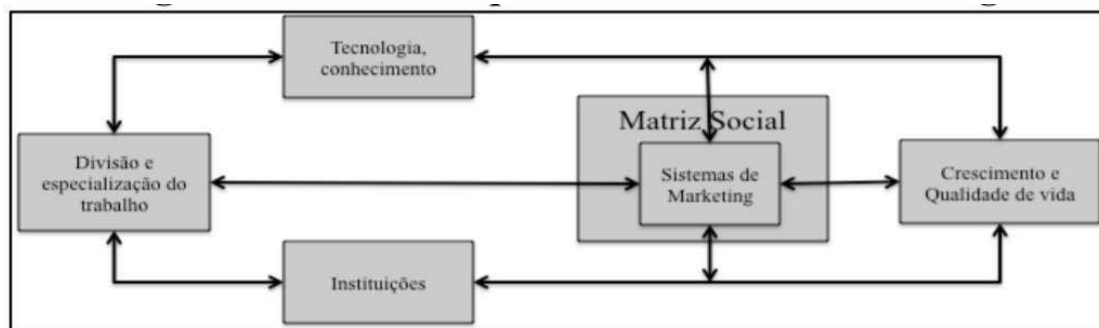 Tecnologia,
conhecimento
Matriz Social
Divisão e
especialização do
trabalho
Sistemas de
Marketing
Crescimento e
Qualidade de vida
Instituições